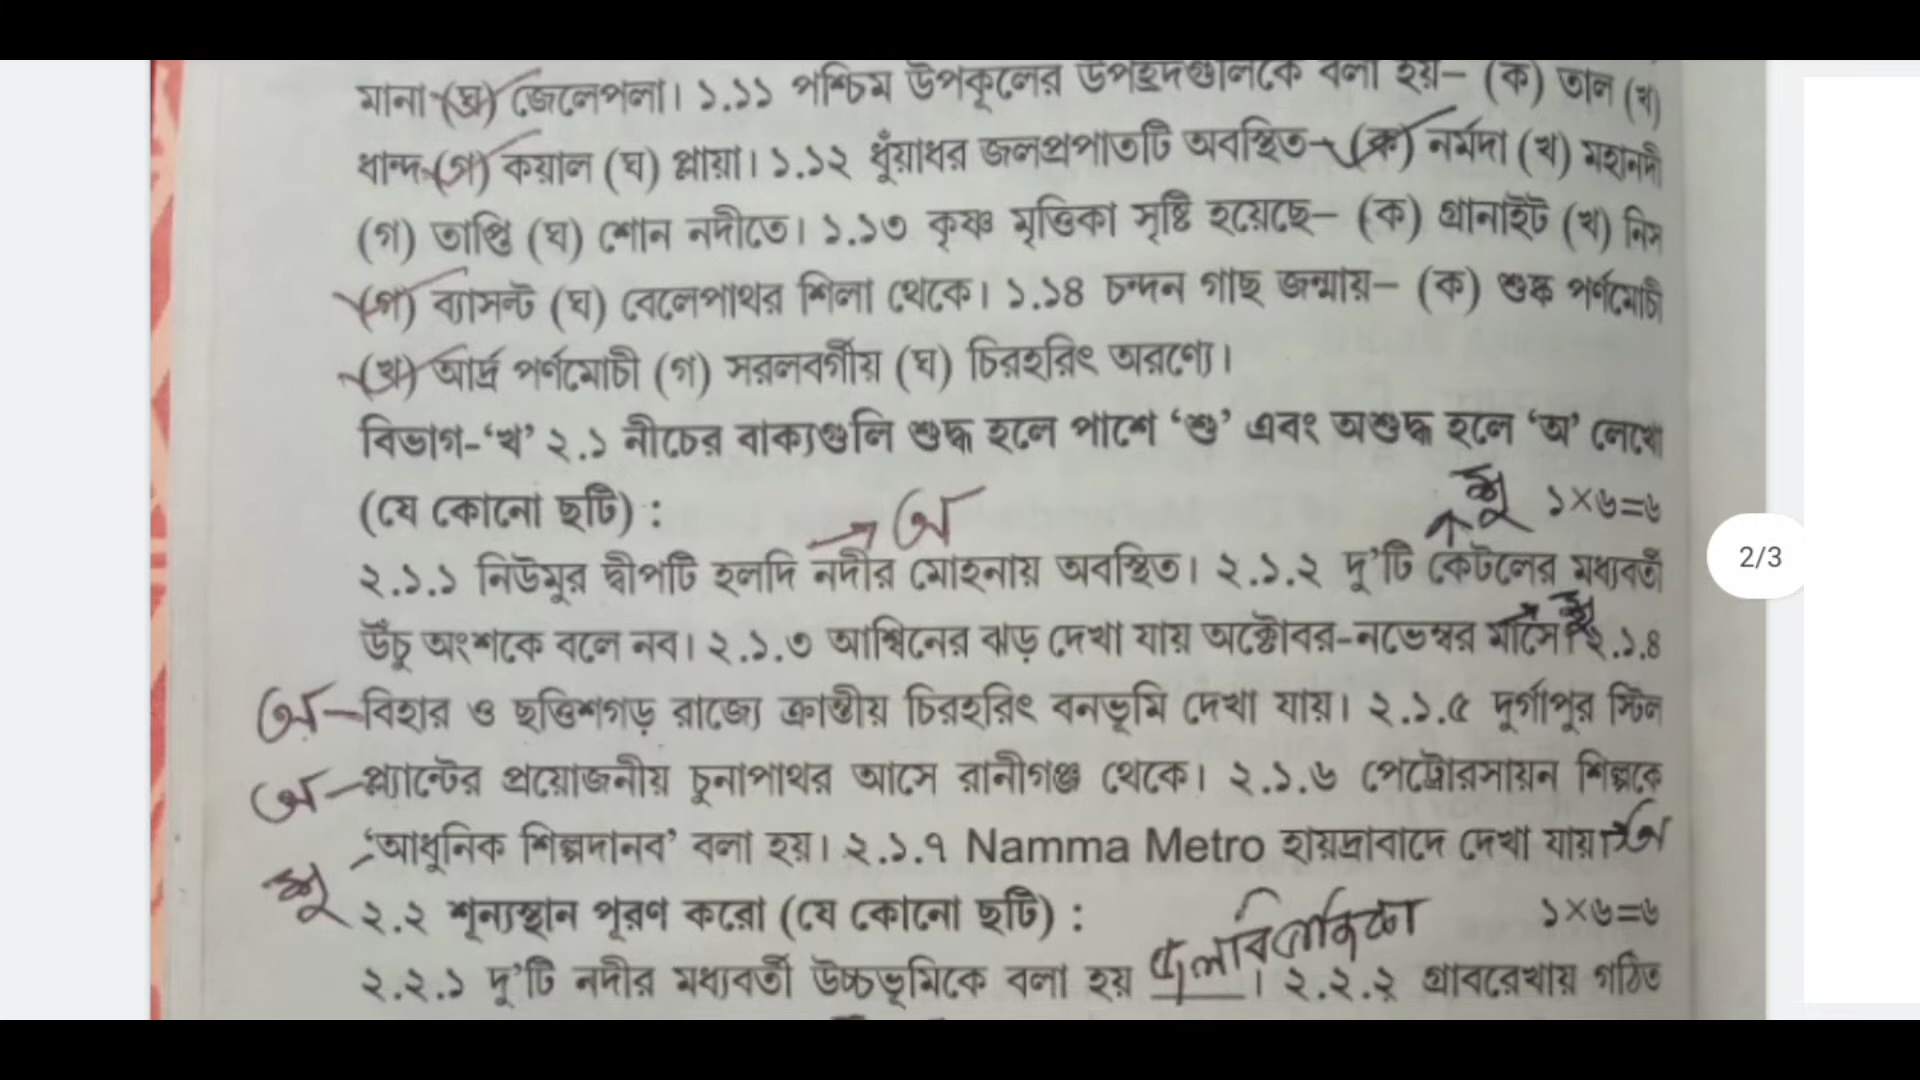 মানা (ঘ) জেলেপলা। ১.১১ পশ্চিম উপকূলের উপহ্রদগুলিকে বলা হয়– (ক) তাল (খ)
ধান্দ (গ) কয়াল (ঘ) প্লায়া। ১.১২ ধুঁয়াধর জলপ্রপাতটি অবস্থিত– (ক) নর্মদা (খ) মহানদী
(গ) তাপ্তি (ঘ) শোন নদীতে। ১.১৩ কৃষ্ণ মৃত্তিকা সৃষ্টি হয়েছে– (ক) গ্রানাইট (খ) নিস
(গ) ব্যাসল্ট (ঘ) বেলেপাথর শিলা থেকে। ১.১৪ চন্দন গাছ জন্মায়– (ক) শুষ্ক পর্ণমোচী
(খ) আর্দ্র পর্ণমোচী (গ) সরলবর্গীয় (ঘ) চিরহরিৎ অরণ্যে।
বিভাগ-‘খ’ ২.১ নীচের বাক্যগুলি শুদ্ধ হলে পাশে ‘শু’ এবং অশুদ্ধ হলে ‘অ’ লেখো
(যে কোনো ছটি) : → অ শু ১×৬=৬
২.১.১ নিউমুর দ্বীপটি হলদি নদীর মোহনায় অবস্থিত। ২.১.২ দু’টি কেটলের মধ্যবর্তী
উঁচু অংশকে বলে নব। ২.১.৩ আশ্বিনের ঝড় দেখা যায় অক্টোবর-নভেম্বর মাসে। শু ২.১.৪
অ– বিহার ও ছত্তিশগড় রাজ্যে ক্রান্তীয় চিরহরিৎ বনভূমি দেখা যায়। ২.১.৫ দুর্গাপুর স্টিল
অ– প্ল্যান্টের প্রয়োজনীয় চুনাপাথর আসে রানীগঞ্জ থেকে। ২.১.৬ পেট্রোরসায়ন শিল্পকে
‘আধুনিক শিল্পদানব’ বলা হয়। ২.১.৭ Namma Metro হায়দ্রাবাদে দেখা যায়। অ
শু ২.২ শূন্যস্থান পূরণ করো (যে কোনো ছটি) : ১×৬=৬
জলবিভাজিকা
২.২.১ দু’টি নদীর মধ্যবর্তী উচ্চভূমিকে বলা হয় ____। ২.২.২ গ্রাবরেখায় গঠিত
2/3